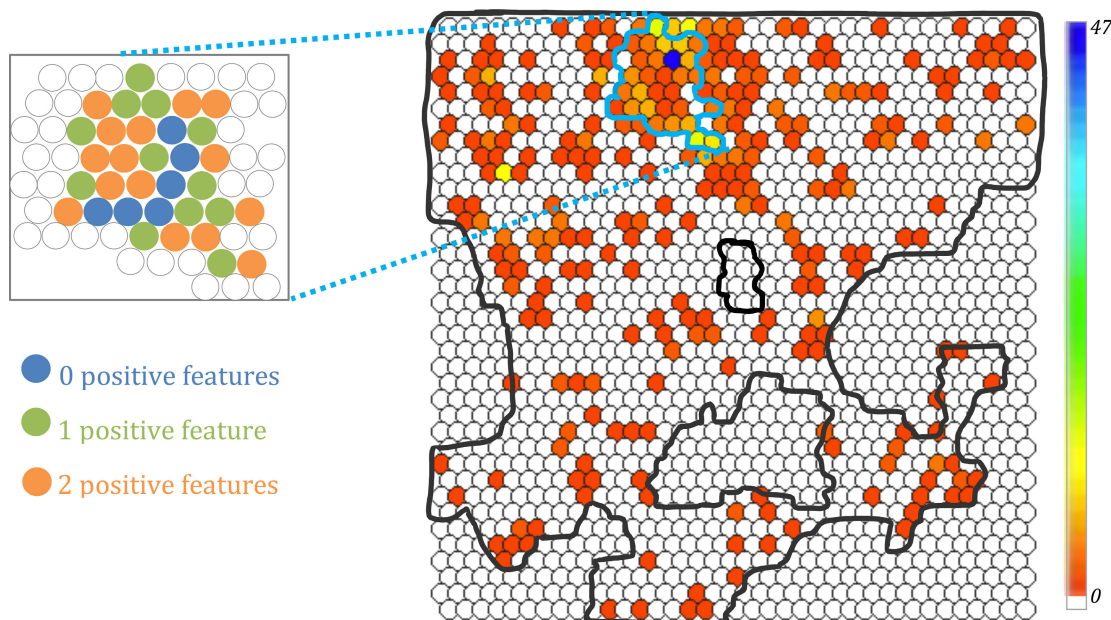 47
0 positive features
1 positive feature
2 positive features
0